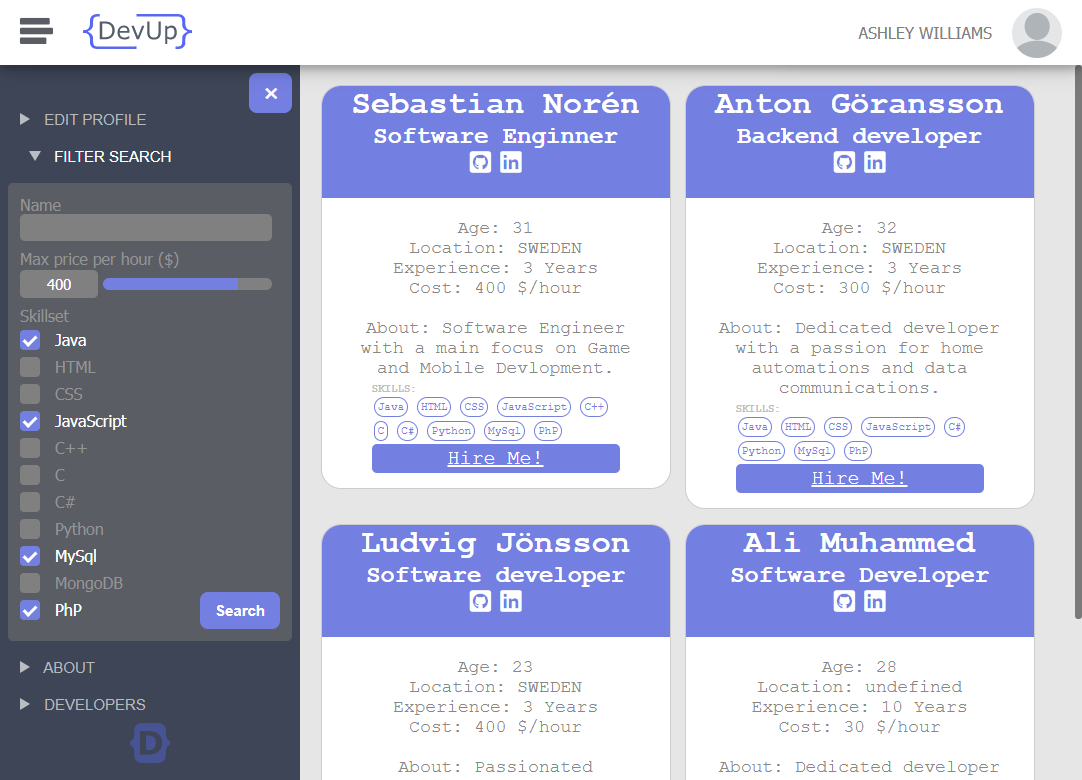 {DevUp}
ASHLEY WILLIAMS
×
EDIT PROFILE
FILTER SEARCH
Name
Max price per hour ($)
400
Skillset
Java
HTML
CSS
JavaScript
C++
C
C#
Python
MySql
MongoDB
PhP
Search
ABOUT
DEVELOPERS
D
Sebastian Norén
Software Enginner
in
Age: 31
Location: SWEDEN
Experience: 3 Years
Cost: 400 $/hour
About: Software Engineer
with a main focus on Game
and Mobile Devlopment.
SKILLS:
Java HTML CSS JavaScript C++
C C# Python MySql PhP
Hire Me!
Anton Göransson
Backend developer
in
Age: 32
Location: SWEDEN
Experience: 3 Years
Cost: 300 $/hour
About: Dedicated developer
with a passion for home
automations and data
communications.
SKILLS:
Java HTML CSS JavaScript C#
Python MySql PhP
Hire Me!
Ludvig Jönsson
Software developer
in
Age: 23
Location: SWEDEN
Experience: 3 Years
Cost: 400 $/hour
About: Passionated
Ali Muhammed
Software Developer
in
Age: 28
Location: undefined
Experience: 10 Years
Cost: 30 $/hour
About: Dedicated developer